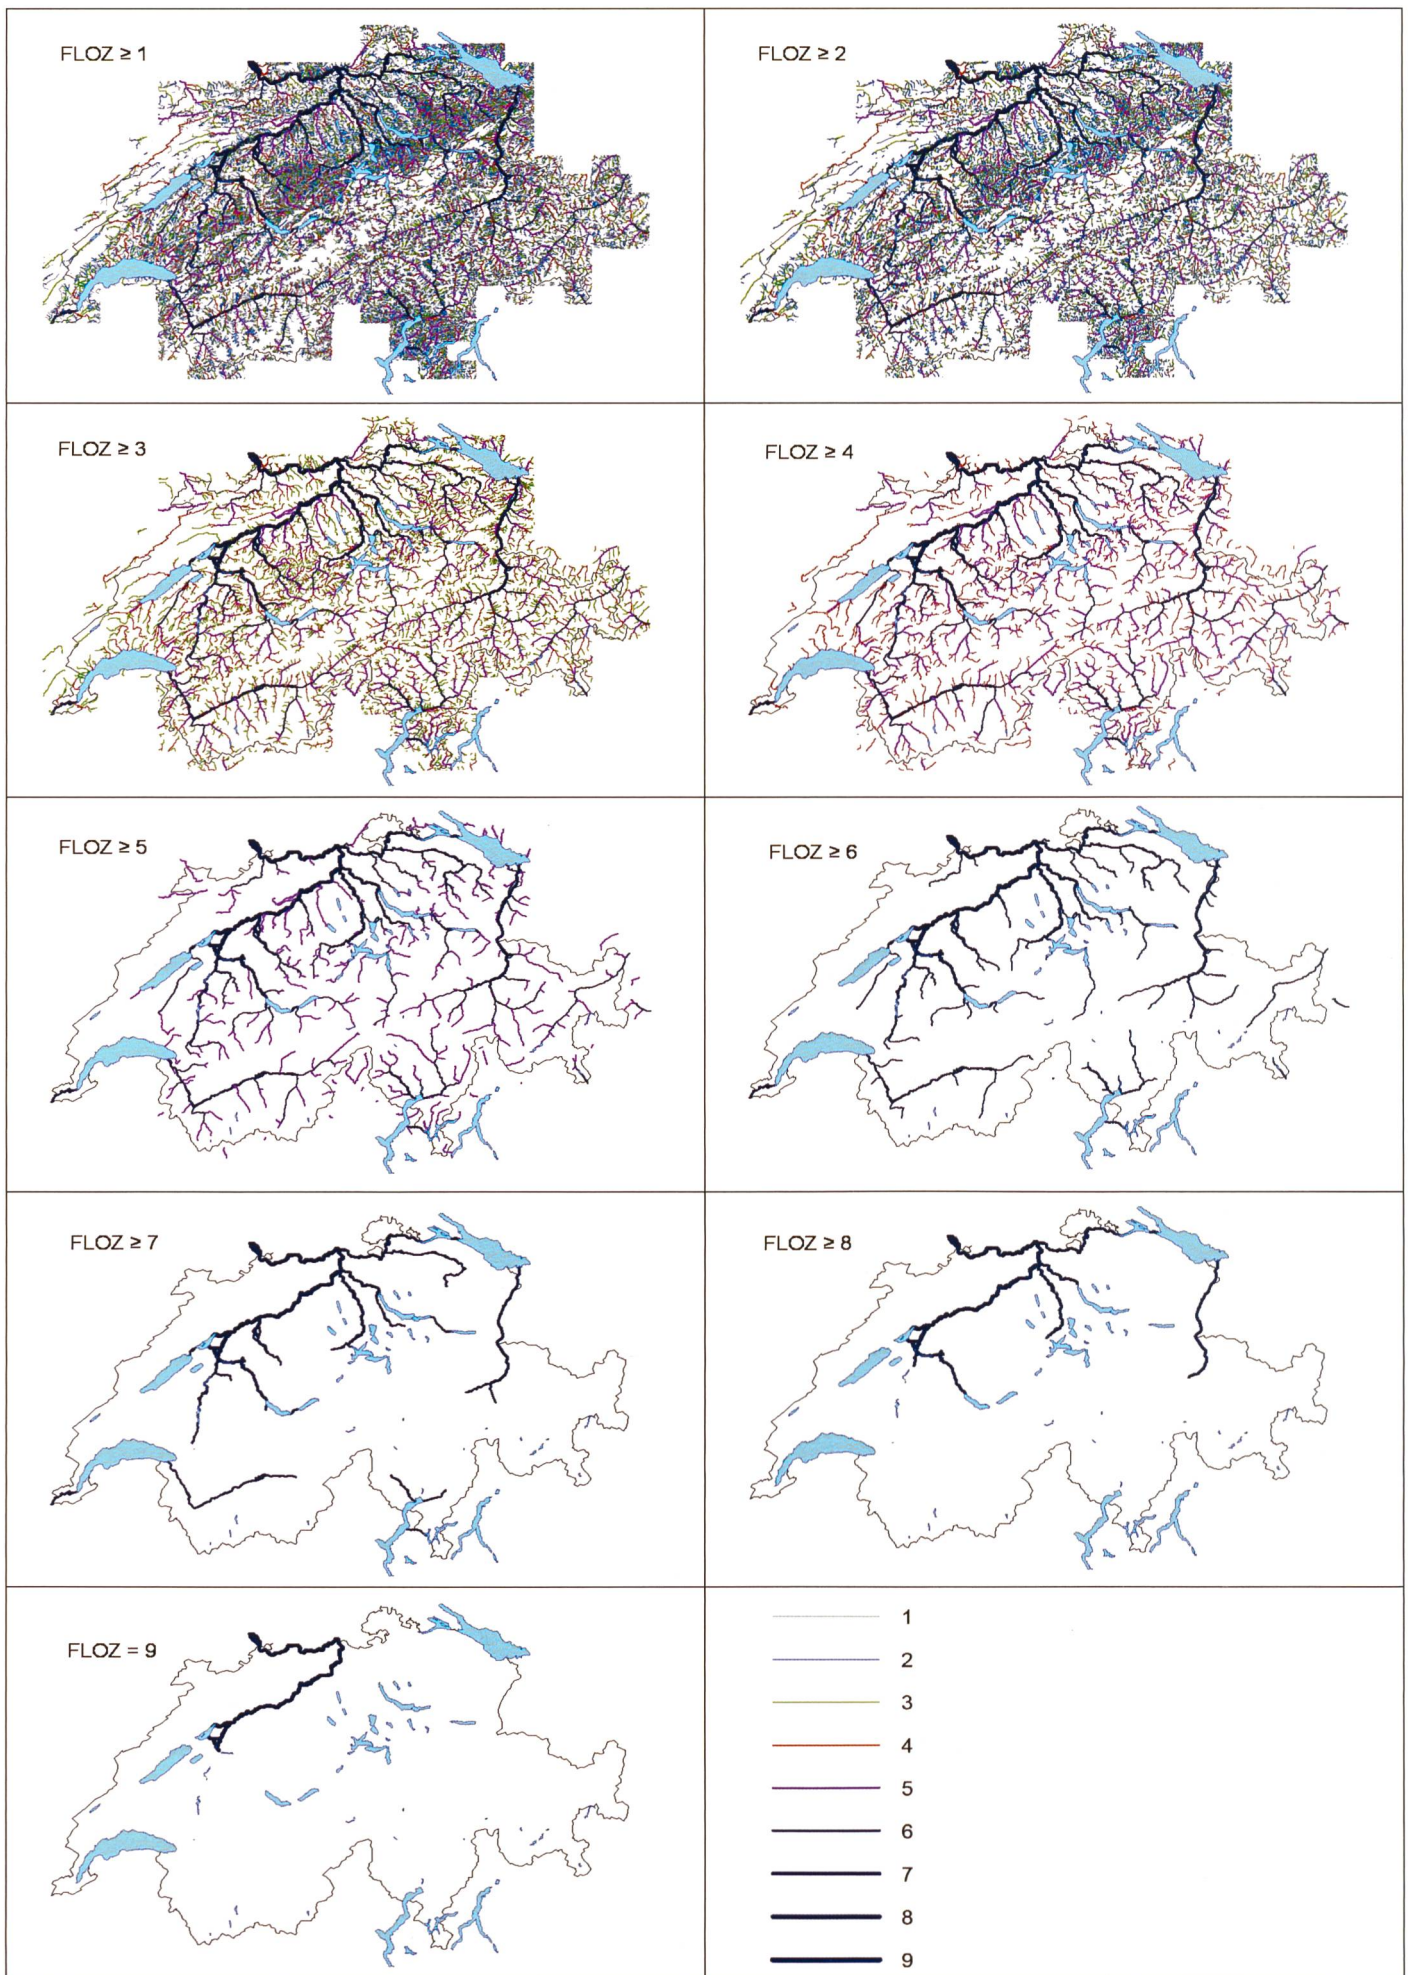 FLOZ ≥ 1
FLOZ ≥ 2
FLOZ ≥ 3
FLOZ ≥ 4
FLOZ ≥ 5
FLOZ ≥ 6
FLOZ ≥ 7
FLOZ ≥ 8
FLOZ = 9
1
2
3
4
5
6
7
8
9